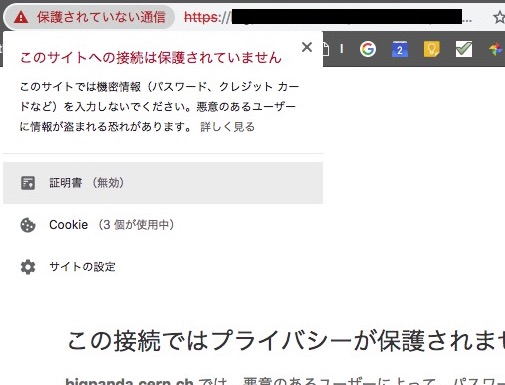 保護されていない通信 https:// ...
このサイトへの接続は保護されていません
このサイトでは機密情報（パスワード、クレジット カー
ドなど）を入力しないでください。悪意のあるユーザー
に情報が盗まれる恐れがあります。 詳しく見る
証明書 （無効）
Cookie （3 個が使用中）
サイトの設定
この接続ではプライバシーが保護されませ
bigpanda.cern.ch では、悪意のあるユーザーによって、パスワー